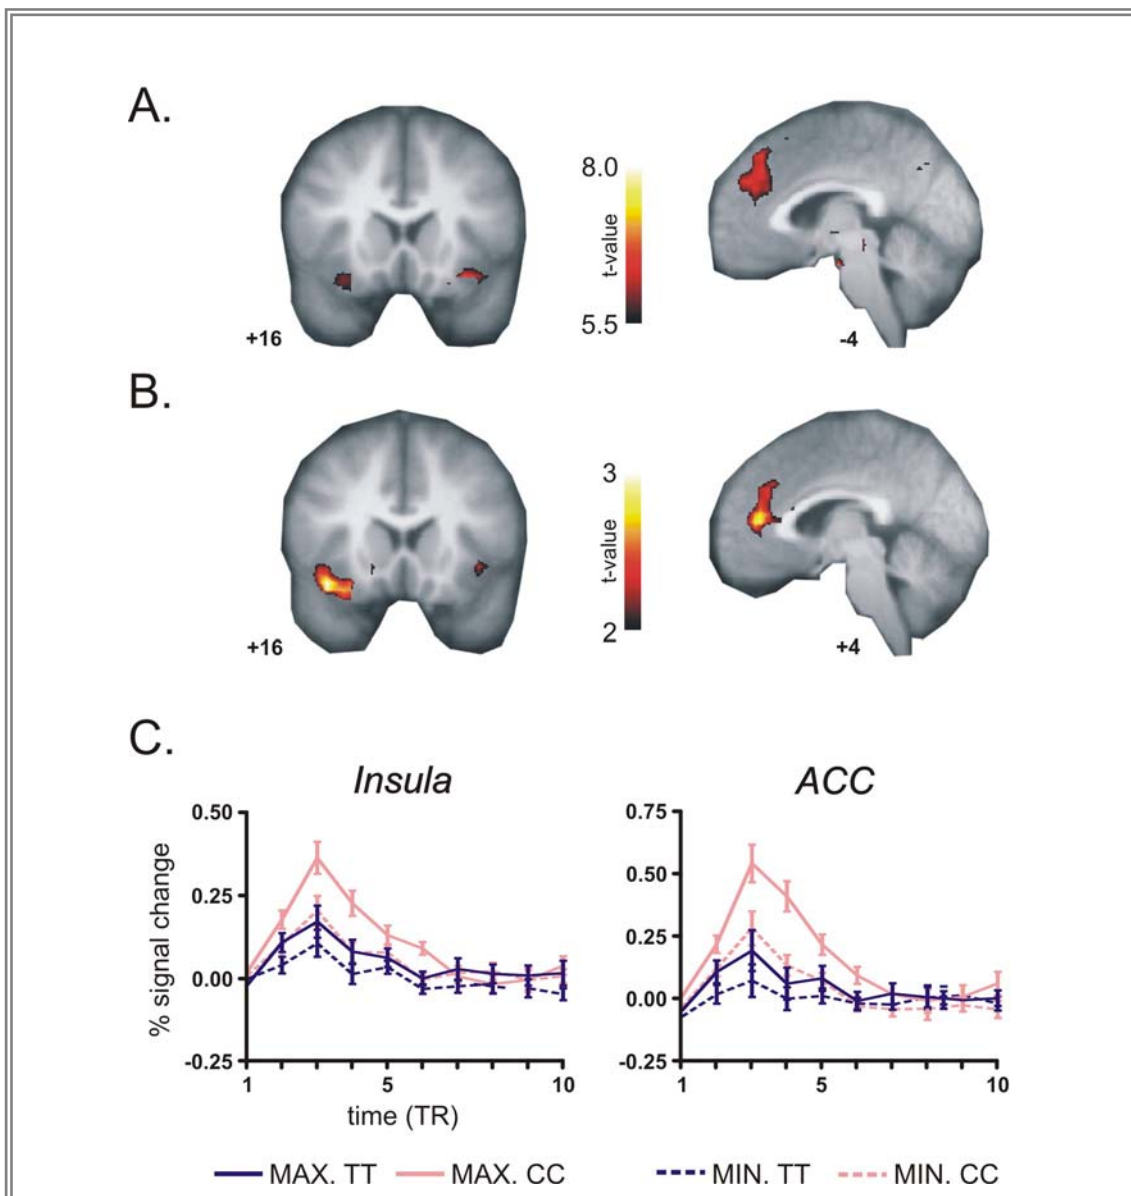 A.
8.0
t-value
5.5
+16
-4
B.
3
t-value
2
+16
+4
C.
Insula
ACC
0.50
0.25
0.00
-0.25
% signal change
1
5
10
time (TR)
0.75
0.50
0.25
0.00
-0.25
1
5
10
MAX. TT
MAX. CC
MIN. TT
MIN. CC